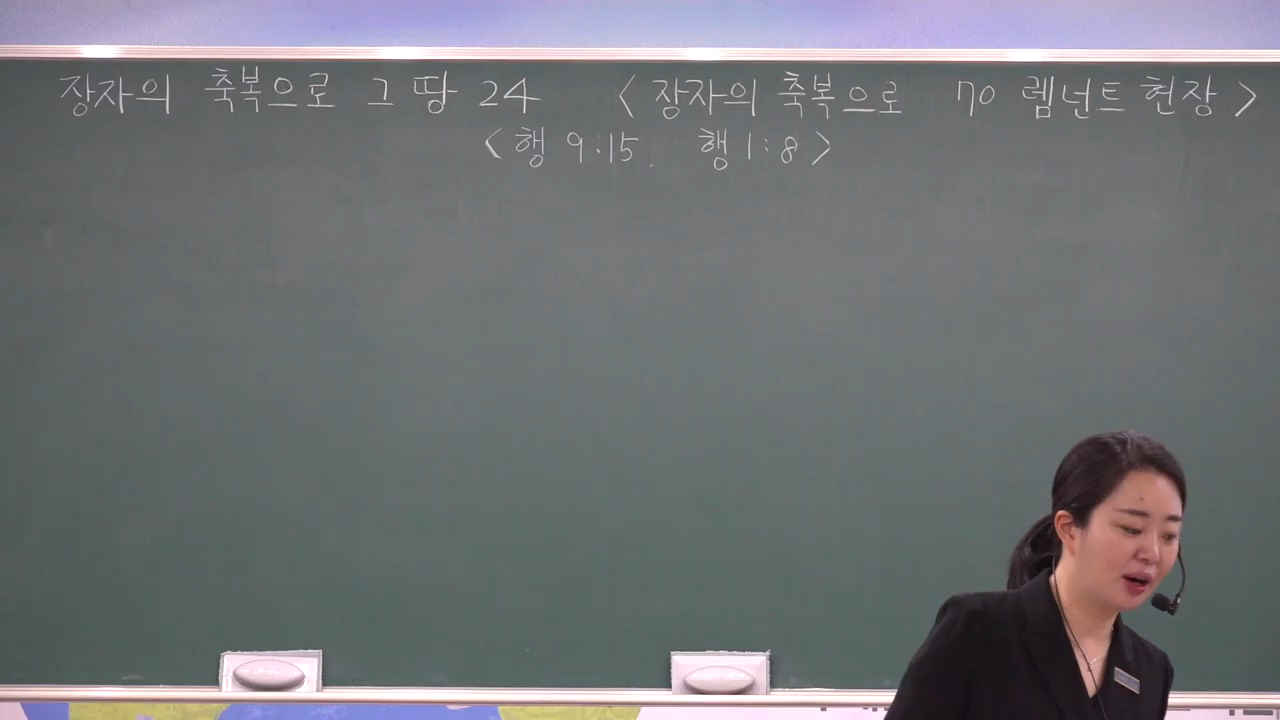 장자의 축복으로 그 땅 24 <장자의 축복으로 70 렘넌트 현장>
<행 9:15. 행 1:8>